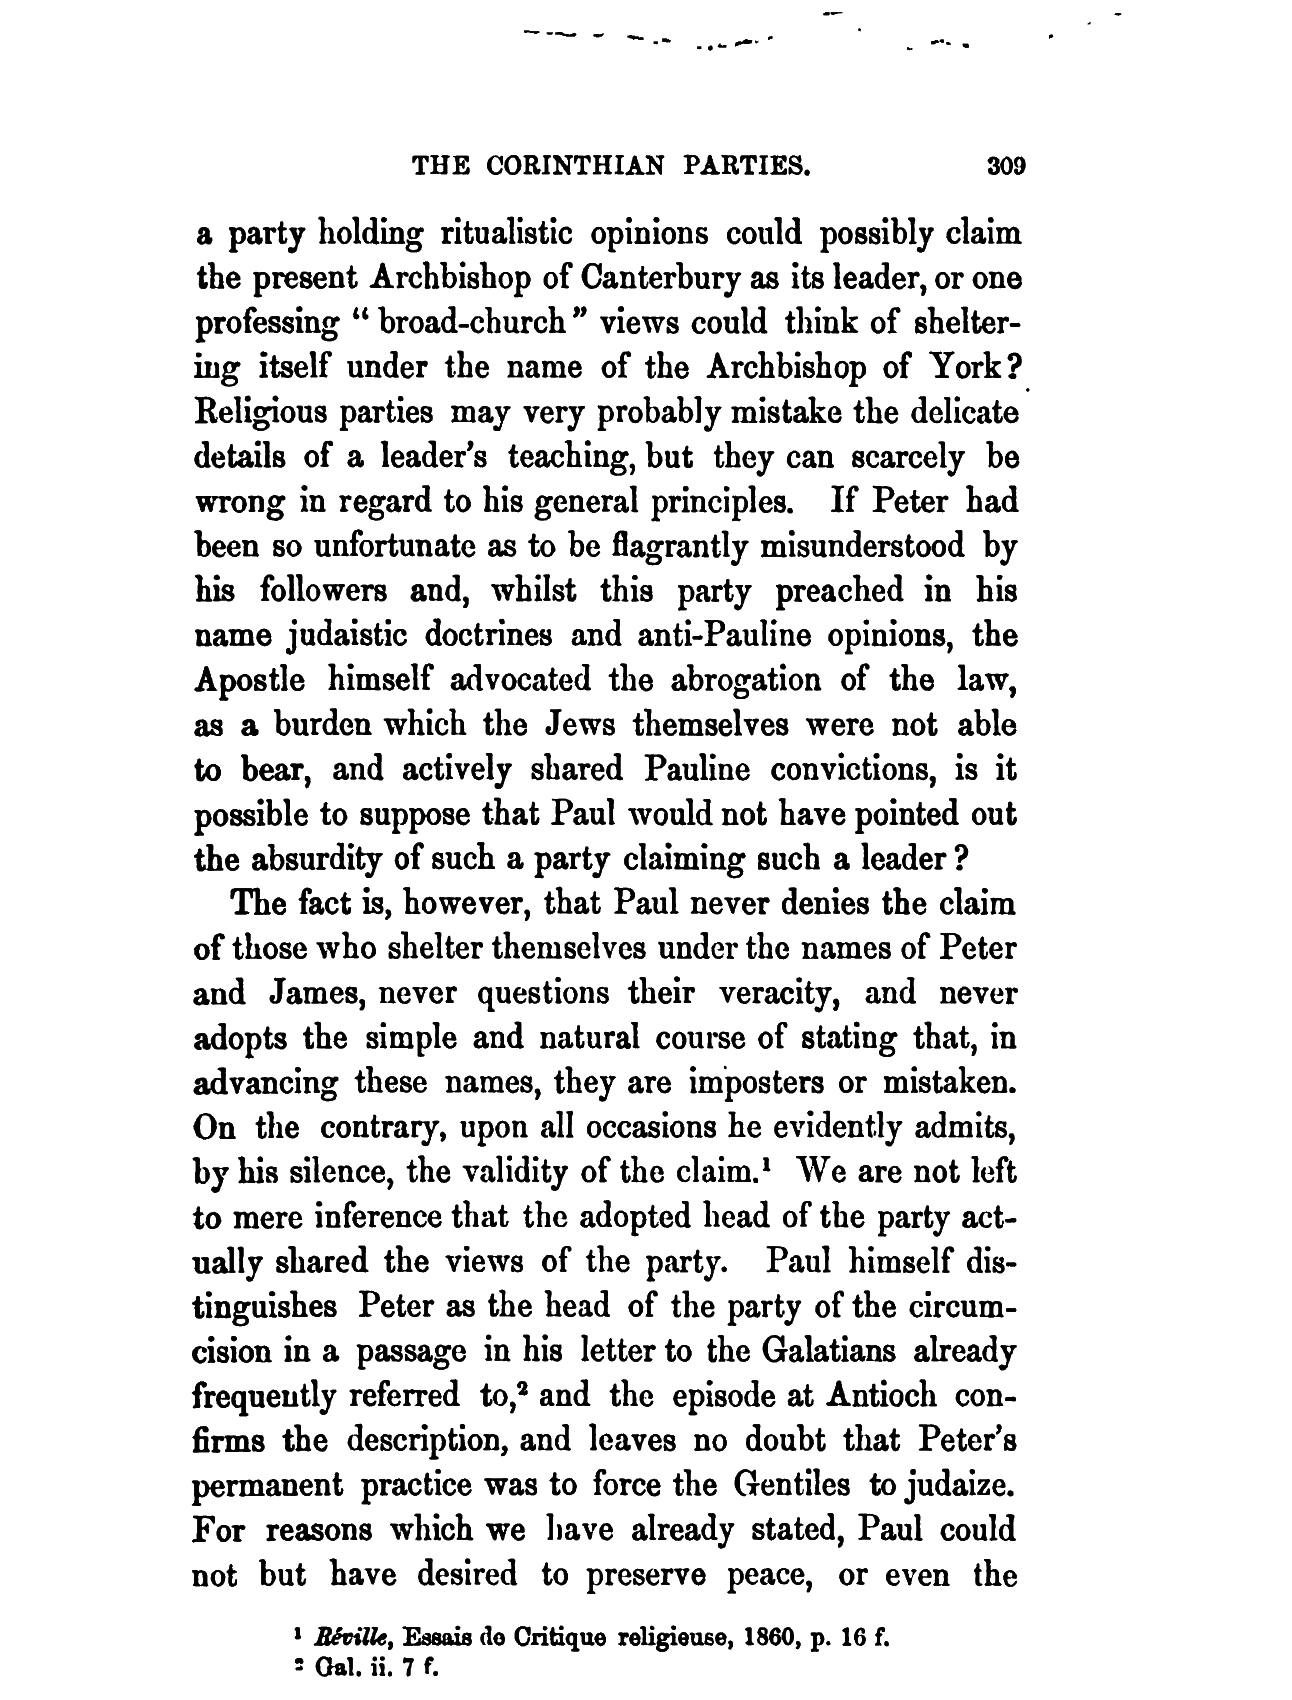 THE CORINTHIAN PARTIES. 309
a party holding ritualistic opinions could possibly claim
the present Archbishop of Canterbury as its leader, or one
professing “ broad-church ” views could think of shelter-
ing itself under the name of the Archbishop of York?
Religious parties may very probably mistake the delicate
details of a leader’s teaching, but they can scarcely be
wrong in regard to his general principles. If Peter had
been so unfortunate as to be flagrantly misunderstood by
his followers and, whilst this party preached in his
name judaistic doctrines and anti-Pauline opinions, the
Apostle himself advocated the abrogation of the law,
as a burden which the Jews themselves were not able
to bear, and actively shared Pauline convictions, is it
possible to suppose that Paul would not have pointed out
the absurdity of such a party claiming such a leader ?
The fact is, however, that Paul never denies the claim
of those who shelter themselves under the names of Peter
and James, never questions their veracity, and never
adopts the simple and natural course of stating that, in
advancing these names, they are imposters or mistaken.
On the contrary, upon all occasions he evidently admits,
by his silence, the validity of the claim.¹ We are not left
to mere inference that the adopted head of the party act-
ually shared the views of the party. Paul himself dis-
tinguishes Peter as the head of the party of the circum-
cision in a passage in his letter to the Galatians already
frequently referred to,² and the episode at Antioch con-
firms the description, and leaves no doubt that Peter’s
permanent practice was to force the Gentiles to judaize.
For reasons which we have already stated, Paul could
not but have desired to preserve peace, or even the
¹ Réville, Essais de Critique religieuse, 1860, p. 16 f.
² Gal. ii. 7 f.